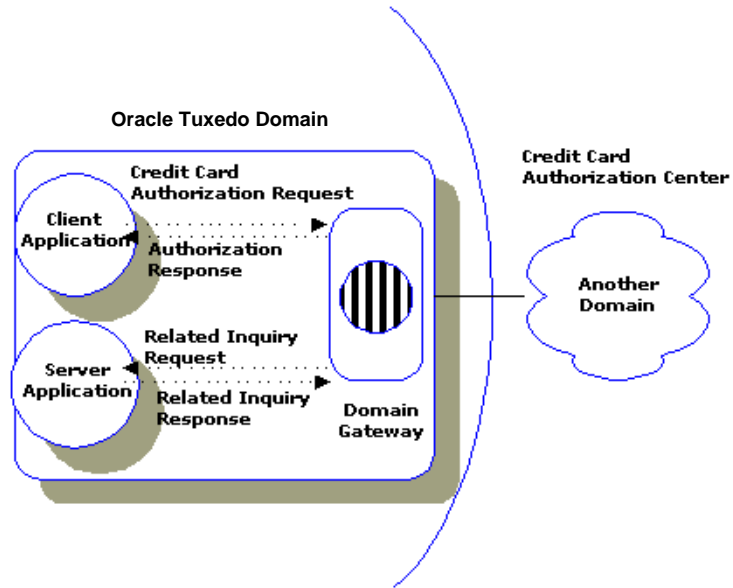 Oracle Tuxedo Domain
Credit Card
Authorization Request
Client
Application
Authorization
Response
Related Inquiry
Request
Server
Application
Related Inquiry
Response
Domain
Gateway
Credit Card
Authorization Center
Another
Domain